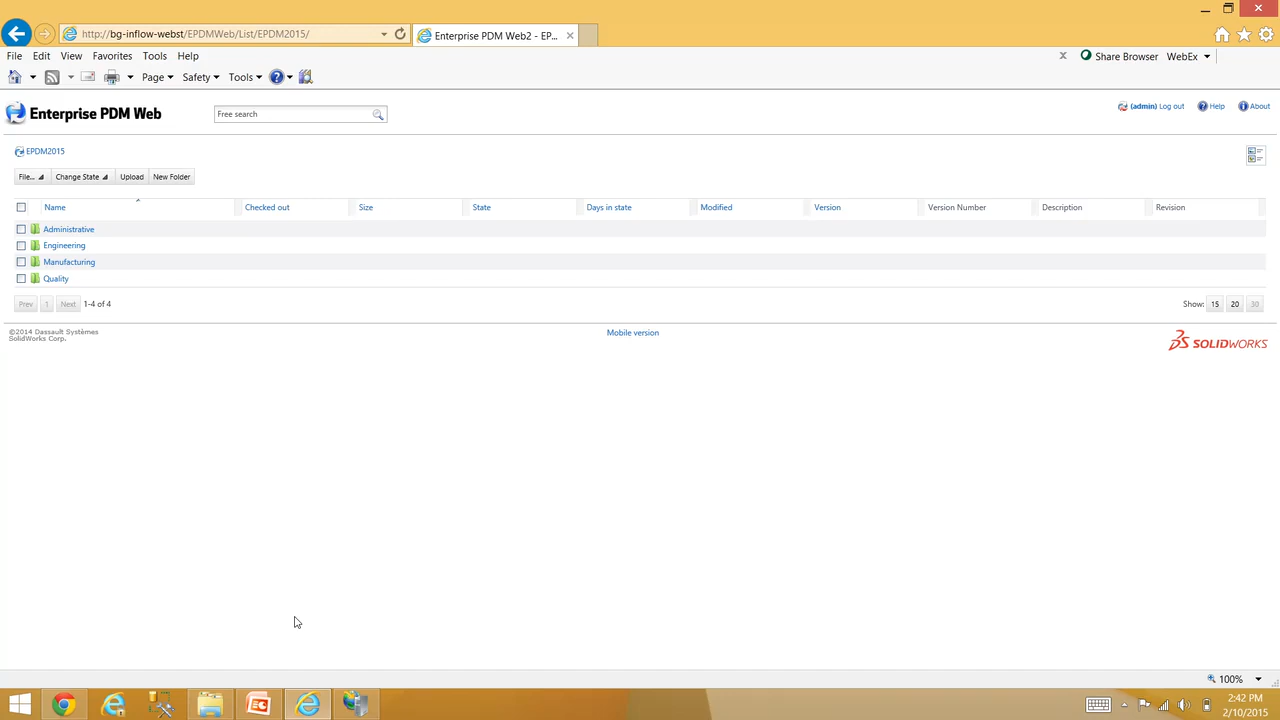 http://bg-inflow-webst/EPDMWeb/List/EPDM2015/
Enterprise PDM Web2 - EP...
File Edit View Favorites Tools Help
x Share Browser WebEx
Page Safety Tools
Enterprise PDM Web
Free search
(admin) Log out Help About
EPDM2015
File... Change State Upload New Folder
Name Checked out Size State Days in state Modified Version Version Number Description Revision
Administrative
Engineering
Manufacturing
Quality
Prev 1 Next 1-4 of 4 Show: 15 20 30
©2014 Dassault Systèmes
SolidWorks Corp.
Mobile version
SOLIDWORKS
100%
2:42 PM
2/10/2015